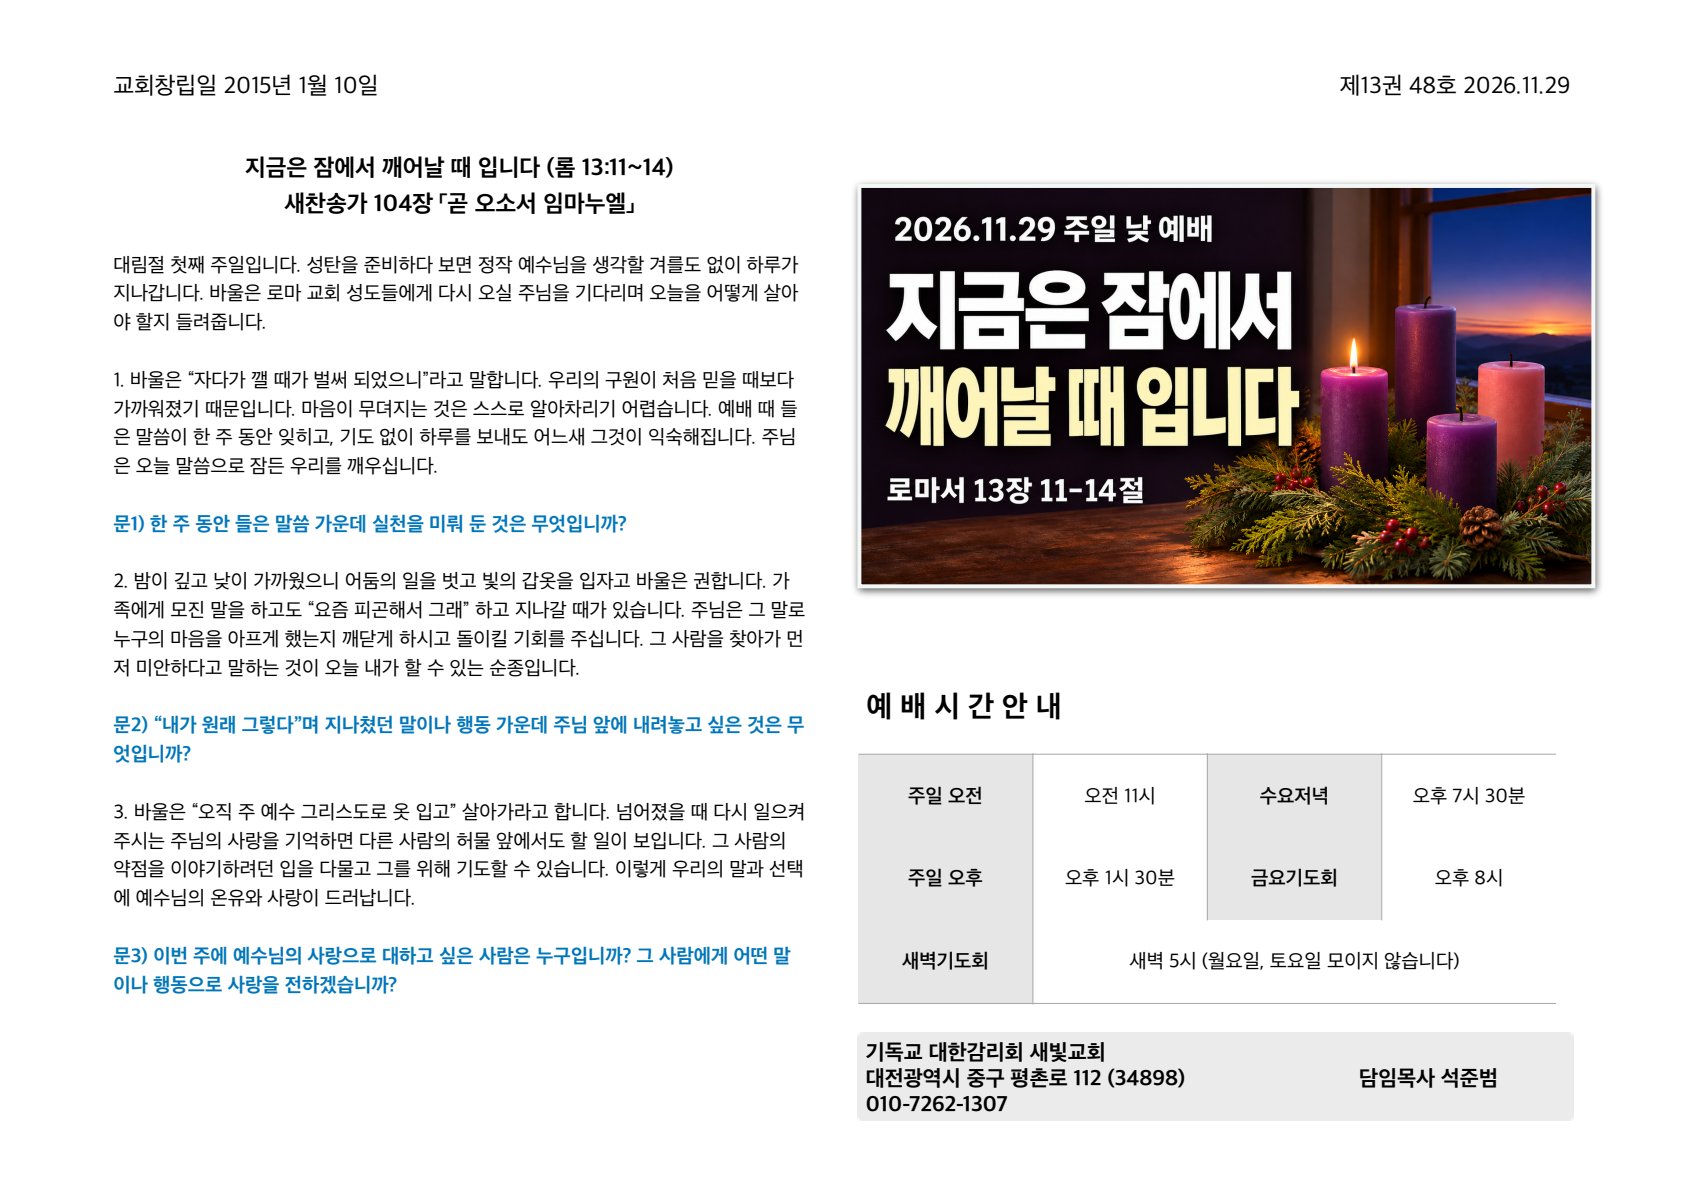 교회창립일 2015년 1월 10일
제13권 48호 2026.11.29
지금은 잠에서 깨어날 때 입니다 (롬 13:11~14)
새찬송가 104장 「곧 오소서 임마누엘」
대림절 첫째 주일입니다. 성탄을 준비하다 보면 정작 예수님을 생각할 겨를도 없이 하루가
지나갑니다. 바울은 로마 교회 성도들에게 다시 오실 주님을 기다리며 오늘을 어떻게 살아
야 할지 들려줍니다.
1. 바울은 “자다가 깰 때가 벌써 되었으니”라고 말합니다. 우리의 구원이 처음 믿을 때보다
가까워졌기 때문입니다. 마음이 무뎌지는 것은 스스로 알아차리기 어렵습니다. 예배 때 들
은 말씀이 한 주 동안 잊히고, 기도 없이 하루를 보내도 어느새 그것이 익숙해집니다. 주님
은 오늘 말씀으로 잠든 우리를 깨우십니다.
문1) 한 주 동안 들은 말씀 가운데 실천을 미뤄 둔 것은 무엇입니까?
2. 밤이 깊고 낮이 가까웠으니 어둠의 일을 벗고 빛의 갑옷을 입자고 바울은 권합니다. 가
족에게 모진 말을 하고도 “요즘 피곤해서 그래” 하고 지나갈 때가 있습니다. 주님은 그 말로
누구의 마음을 아프게 했는지 깨닫게 하시고 돌이킬 기회를 주십니다. 그 사람을 찾아가 먼
저 미안하다고 말하는 것이 오늘 내가 할 수 있는 순종입니다.
문2) “내가 원래 그렇다”며 지나쳤던 말이나 행동 가운데 주님 앞에 내려놓고 싶은 것은 무
엇입니까?
3. 바울은 “오직 주 예수 그리스도로 옷 입고” 살아가라고 합니다. 넘어졌을 때 다시 일으켜
주시는 주님의 사랑을 기억하면 다른 사람의 허물 앞에서도 할 일이 보입니다. 그 사람의
약점을 이야기하려던 입을 다물고 그를 위해 기도할 수 있습니다. 이렇게 우리의 말과 선택
에 예수님의 온유와 사랑이 드러납니다.
문3) 이번 주에 예수님의 사랑으로 대하고 싶은 사람은 누구입니까? 그 사람에게 어떤 말
이나 행동으로 사랑을 전하겠습니까?
2026.11.29 주일 낮 예배
지금은 잠에서
깨어날 때 입니다
로마서 13장 11-14절
예 배 시 간 안 내
주일 오전 오전 11시 수요저녁 오후 7시 30분
주일 오후 오후 1시 30분 금요기도회 오후 8시
새벽기도회 새벽 5시 (월요일, 토요일 모이지 않습니다)
기독교 대한감리회 새빛교회
대전광역시 중구 평촌로 112 (34898) 담임목사 석준범
010-7262-1307